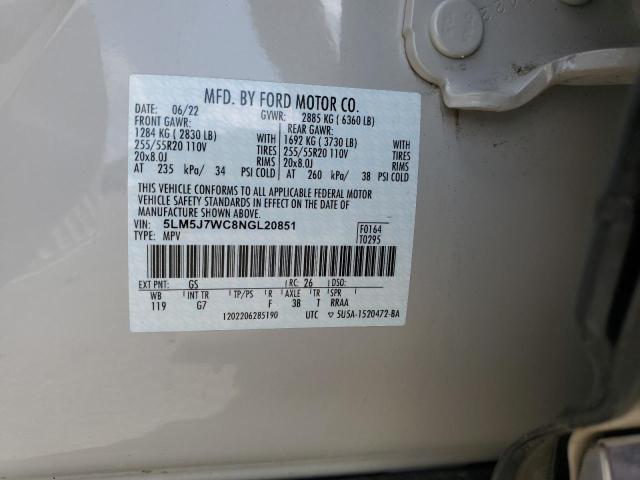 MFD. BY FORD MOTOR CO.
DATE: 06/22 GVWR: 2885 KG ( 6360 LB)
FRONT GAWR: REAR GAWR:
1284 KG ( 2830 LB) WITH 1692 KG ( 3730 LB) WITH
255/55R20 110V TIRES 255/55R20 110V TIRES
20x8.0J RIMS 20x8.0J RIMS
AT 235 kPa/ 34 PSI COLD AT 260 kPa/ 38 PSI COLD
THIS VEHICLE CONFORMS TO ALL APPLICABLE FEDERAL MOTOR
VEHICLE SAFETY STANDARDS IN EFFECT ON THE DATE OF
MANUFACTURE SHOWN ABOVE.
VIN: 5LM5J7WC8NGL20851 F0164
TYPE: MPV T0295
EXT PNT: GS RC: 26 DSO:
WB INT TR TP/PS R AXLE TR SPR
119 G7 F 3B T RRAA
1202206285190 UTC ▽ 5U5A-1520472-BA